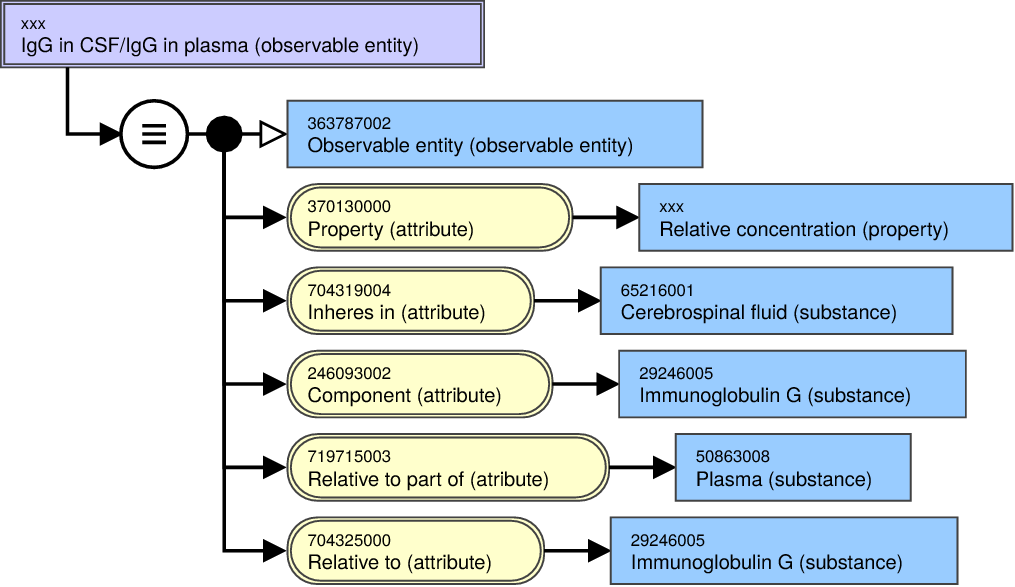 xxx
IgG in CSF/IgG in plasma (observable entity)
363787002
Observable entity (observable entity)
370130000
Property (attribute)
xxx
Relative concentration (property)
704319004
Inheres in (attribute)
65216001
Cerebrospinal fluid (substance)
246093002
Component (attribute)
29246005
Immunoglobulin G (substance)
719715003
Relative to part of (atribute)
50863008
Plasma (substance)
704325000
Relative to (attribute)
29246005
Immunoglobulin G (substance)